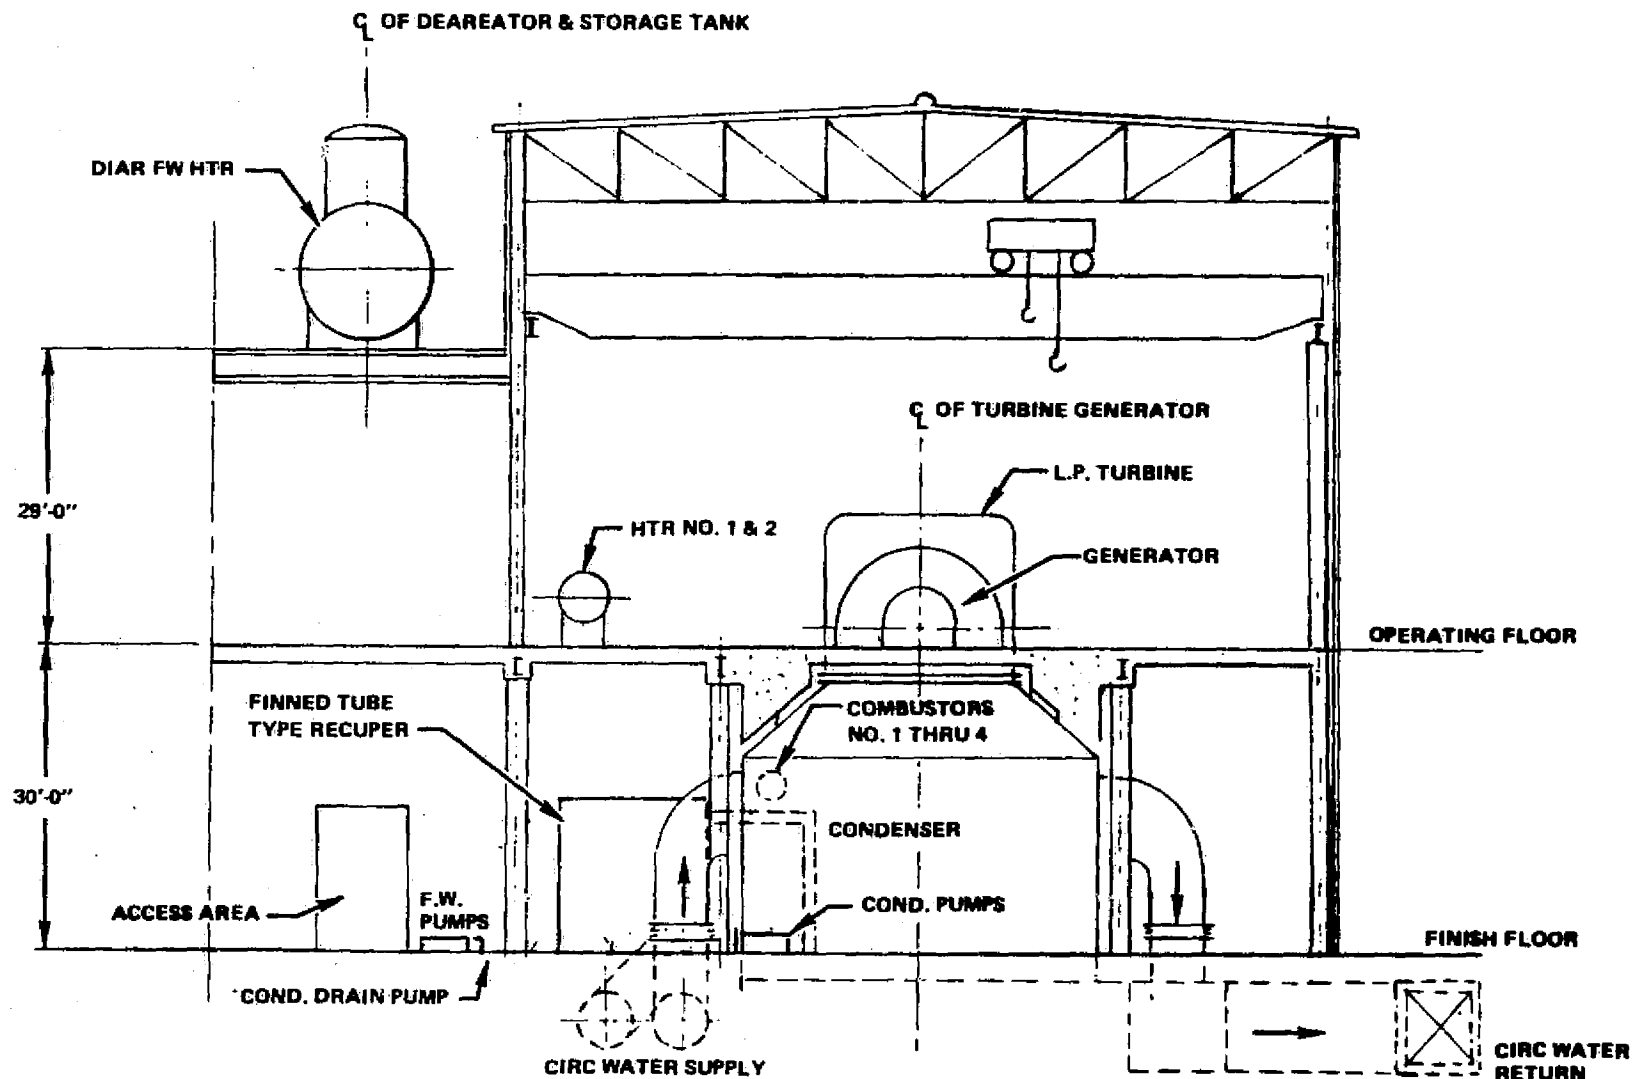 ℄ OF DEAREATOR & STORAGE TANK
DIAR FW HTR
℄ OF TURBINE GENERATOR
L.P. TURBINE
29'-0"
HTR NO. 1 & 2
GENERATOR
OPERATING FLOOR
FINNED TUBE
TYPE RECUPER
COMBUSTORS
NO. 1 THRU 4
30'-0"
CONDENSER
F.W.
PUMPS
ACCESS AREA
COND. PUMPS
FINISH FLOOR
COND. DRAIN PUMP
CIRC WATER SUPPLY
CIRC WATER
RETURN